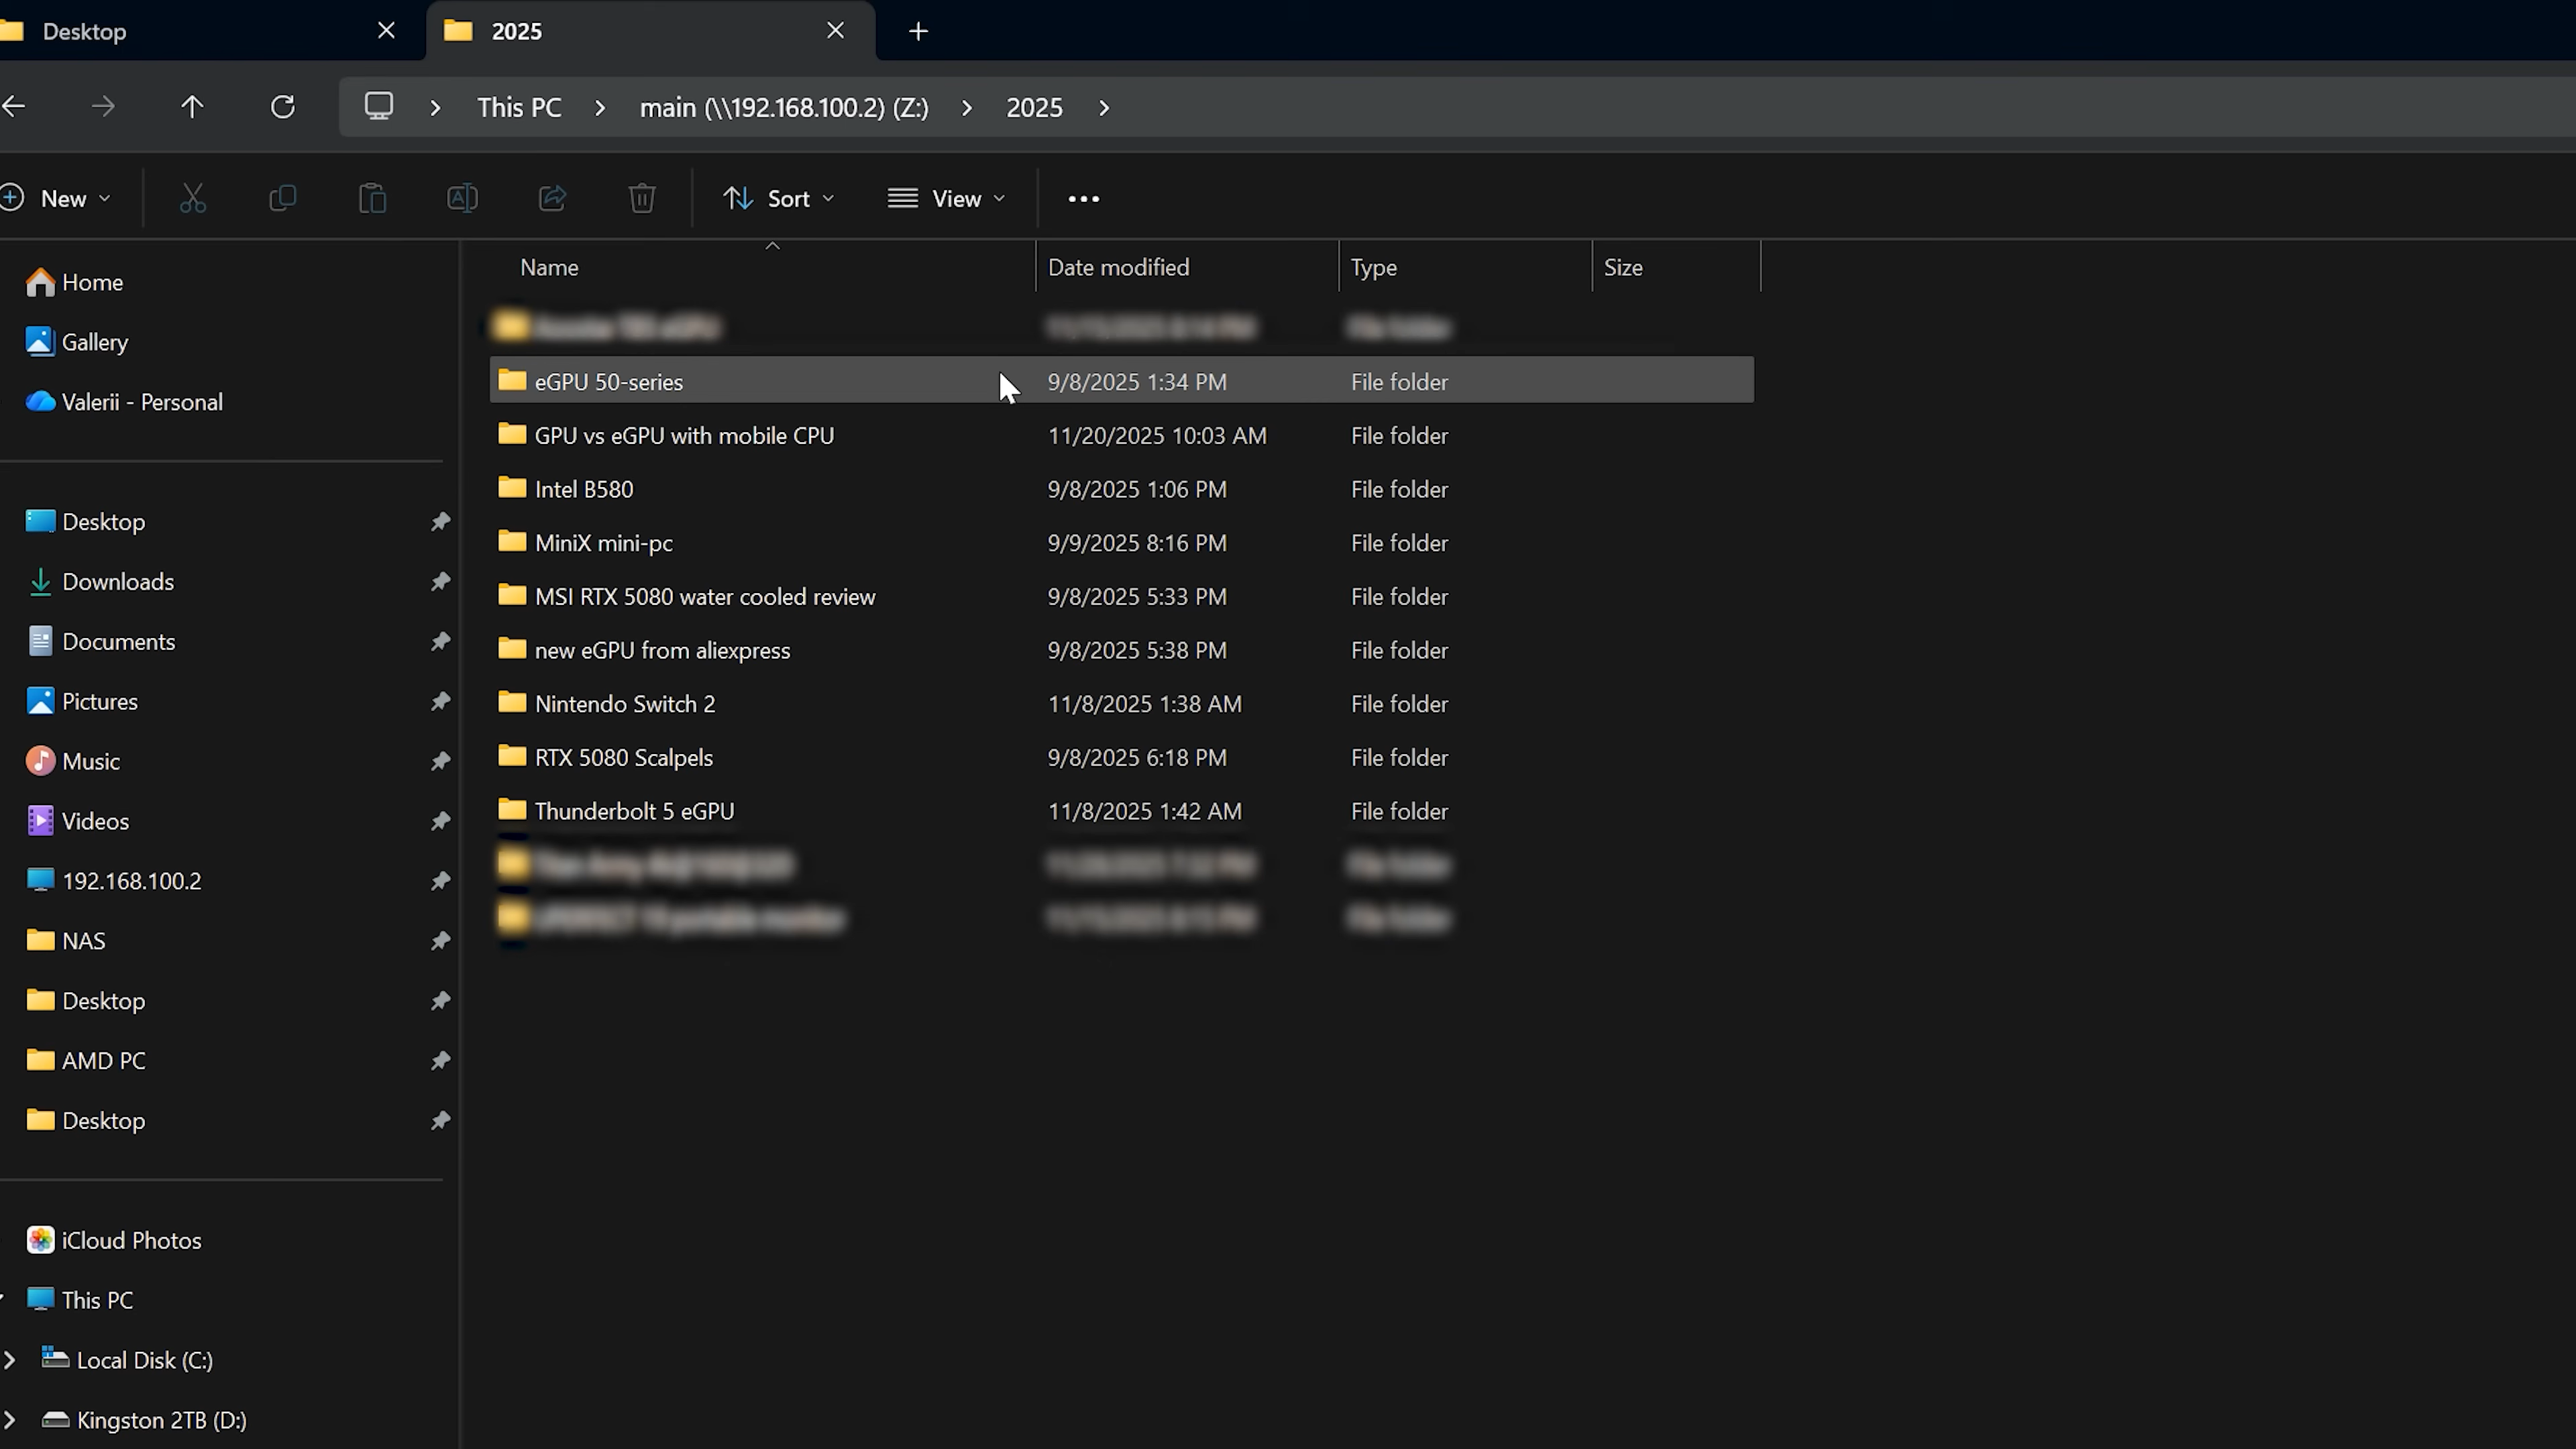 Desktop
2025
This PC > main (\\192.168.100.2) (Z:) > 2025 >
New
Sort
View
Name Date modified Type Size
Home
Gallery
Valerii - Personal
Desktop
Downloads
Documents
Pictures
Music
Videos
192.168.100.2
NAS
Desktop
AMD PC
Desktop
iCloud Photos
This PC
Local Disk (C:)
Kingston 2TB (D:)
eGPU 50-series 9/8/2025 1:34 PM File folder
GPU vs eGPU with mobile CPU 11/20/2025 10:03 AM File folder
Intel B580 9/8/2025 1:06 PM File folder
MiniX mini-pc 9/9/2025 8:16 PM File folder
MSI RTX 5080 water cooled review 9/8/2025 5:33 PM File folder
new eGPU from aliexpress 9/8/2025 5:38 PM File folder
Nintendo Switch 2 11/8/2025 1:38 AM File folder
RTX 5080 Scalpels 9/8/2025 6:18 PM File folder
Thunderbolt 5 eGPU 11/8/2025 1:42 AM File folder